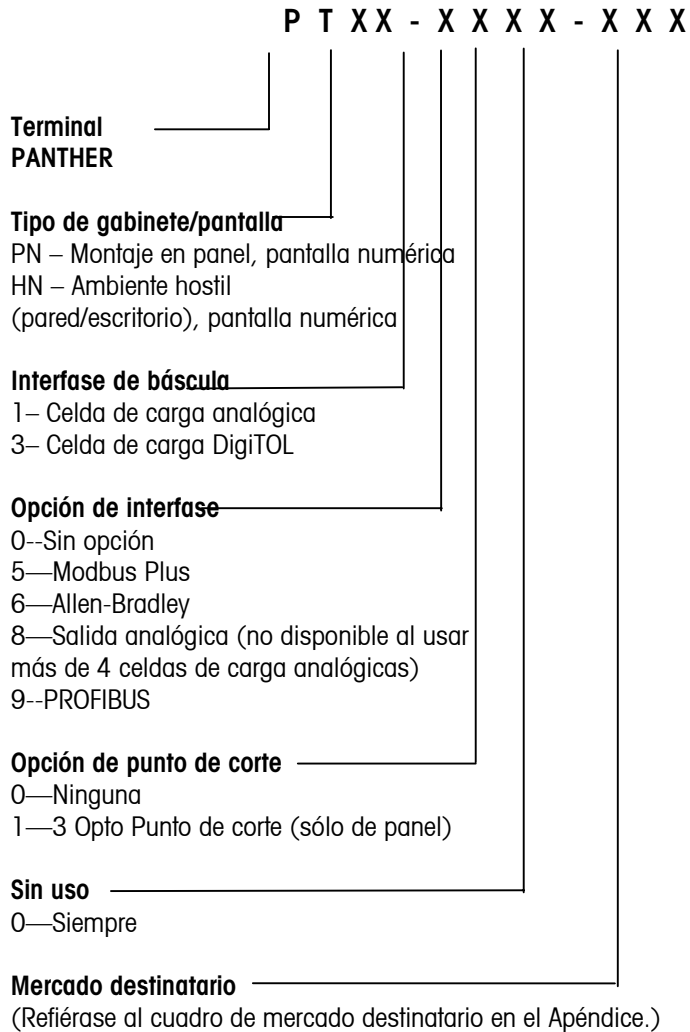 P T X X - X X X X - X X X
Terminal
PANTHER
Tipo de gabinete/pantalla
PN – Montaje en panel, pantalla numérica
HN – Ambiente hostil
(pared/escritorio), pantalla numérica
Interfase de báscula
1– Celda de carga analógica
3– Celda de carga DigiTOL
Opción de interfase
0--Sin opción
5—Modbus Plus
6—Allen-Bradley
8—Salida analógica (no disponible al usar
más de 4 celdas de carga analógicas)
9--PROFIBUS
Opción de punto de corte
0—Ninguna
1—3 Opto Punto de corte (sólo de panel)
Sin uso
0—Siempre
Mercado destinatario
(Refiérase al cuadro de mercado destinatario en el Apéndice.)